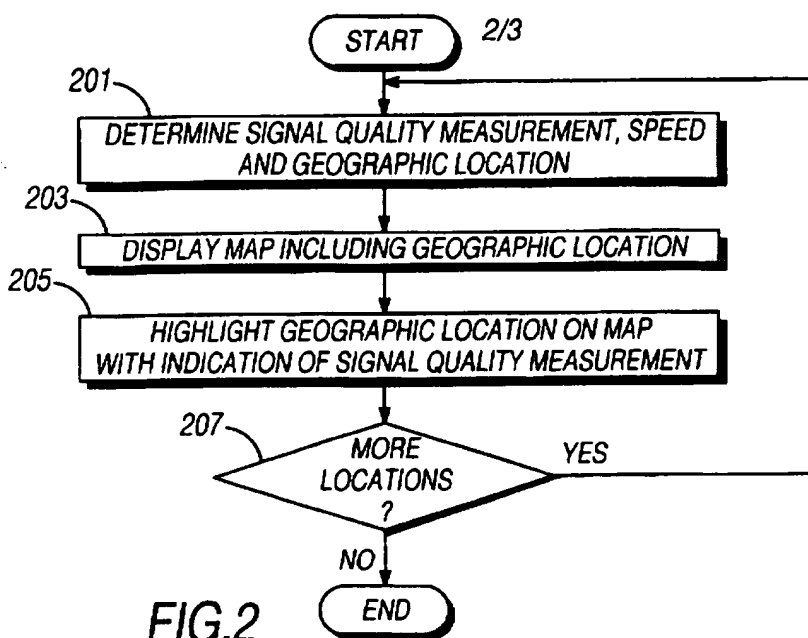 START
2/3
201
DETERMINE SIGNAL QUALITY MEASUREMENT, SPEED
AND GEOGRAPHIC LOCATION
203
DISPLAY MAP INCLUDING GEOGRAPHIC LOCATION
205
HIGHLIGHT GEOGRAPHIC LOCATION ON MAP
WITH INDICATION OF SIGNAL QUALITY MEASUREMENT
207
MORE
LOCATIONS
?
YES
NO
END
FIG.2